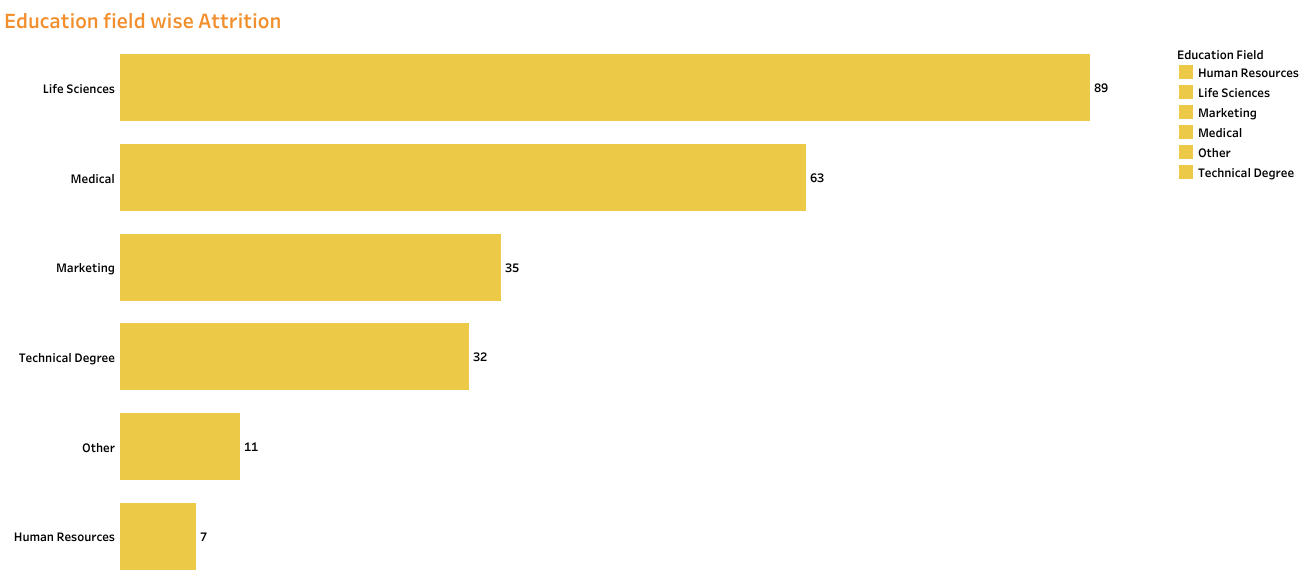 Education field wise Attrition
Life Sciences 89
Medical 63
Marketing 35
Technical Degree 32
Other 11
Human Resources 7
Education Field
Human Resources
Life Sciences
Marketing
Medical
Other
Technical Degree